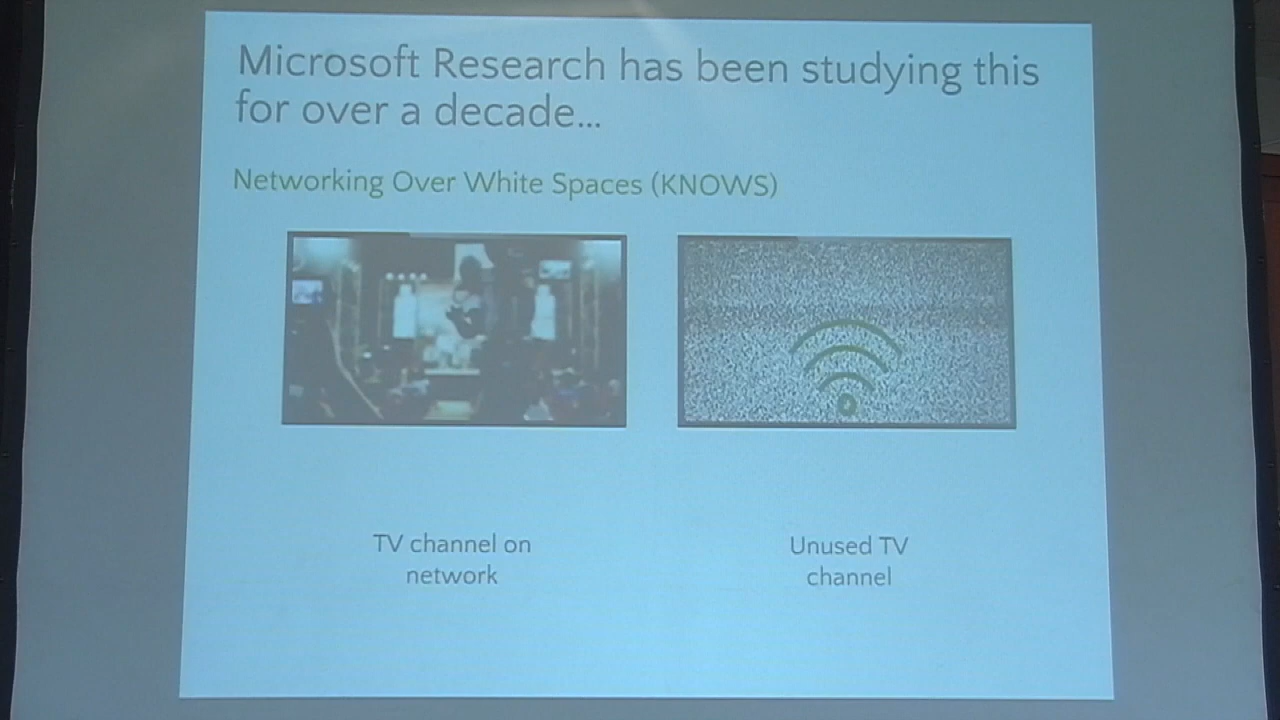 Microsoft Research has been studying this
for over a decade...
Networking Over White Spaces (KNOWS)
TV channel on
network
Unused TV
channel